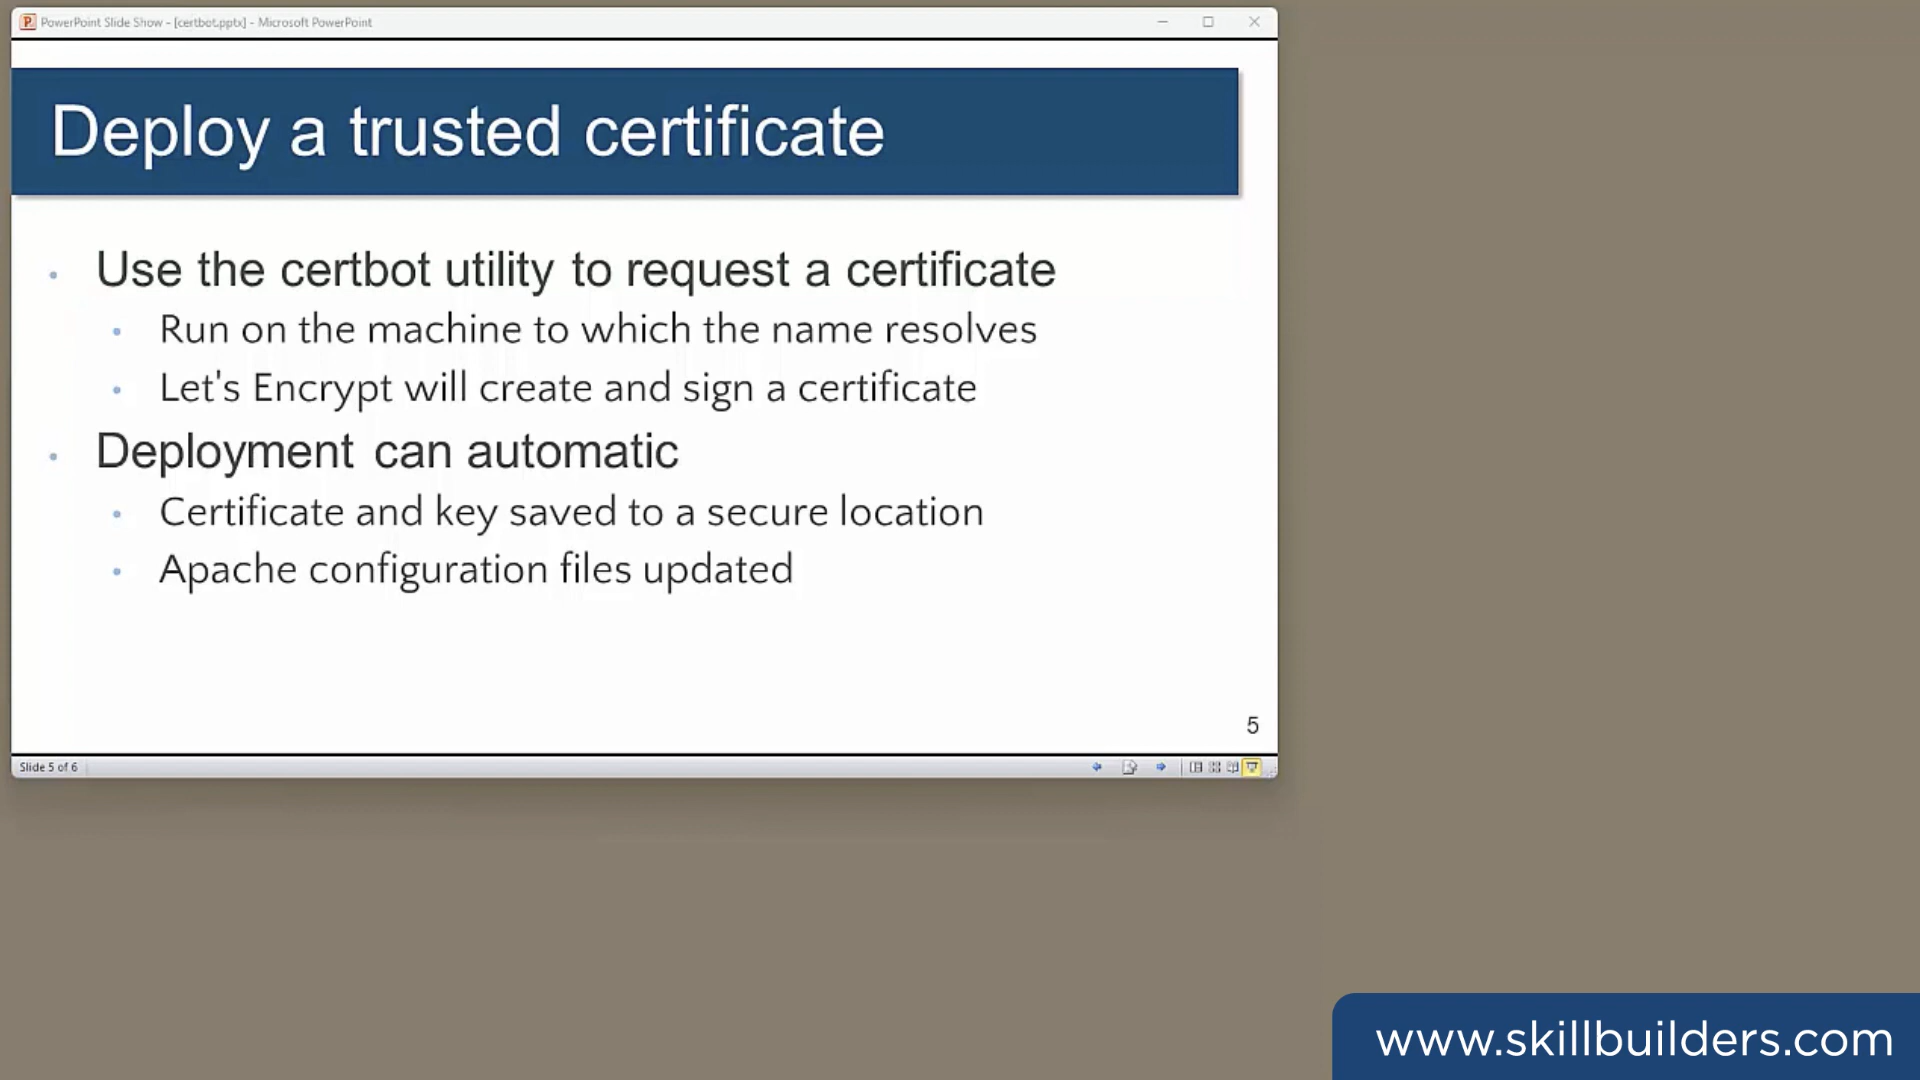 PowerPoint Slide Show - [certbot.pptx] - Microsoft PowerPoint
Deploy a trusted certificate
Use the certbot utility to request a certificate
Run on the machine to which the name resolves
Let's Encrypt will create and sign a certificate
Deployment can automatic
Certificate and key saved to a secure location
Apache configuration files updated
5
Slide 5 of 6
www.skillbuilders.com